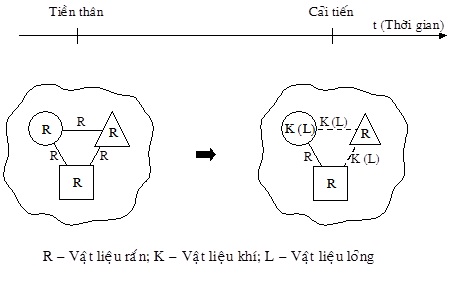 Tiền thân
Cải tiến
t (Thời gian)
R
R
R
R
R
R
K (L)
K (L)
R
R
K (L)
R
R – Vật liệu rắn; K – Vật liệu khí; L – Vật liệu lỏng